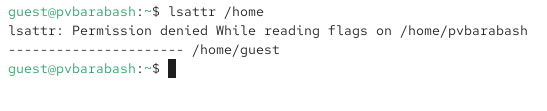 guest@pvbarabash:~$ lsattr /home
lsattr: Permission denied While reading flags on /home/pvbarabash
---------------------- /home/guest
guest@pvbarabash:~$